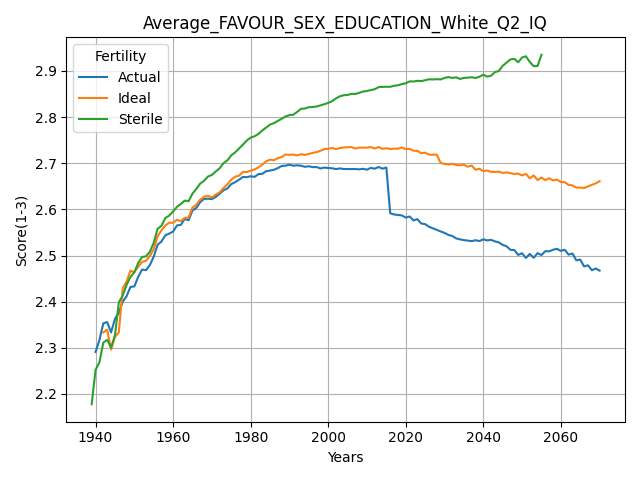 Average_FAVOUR_SEX_EDUCATION_White_Q2_IQ
Fertility
Actual
Ideal
Sterile
Score(1-3)
2.9
2.8
2.7
2.6
2.5
2.4
2.3
2.2
1940 1960 1980 2000 2020 2040 2060
Years